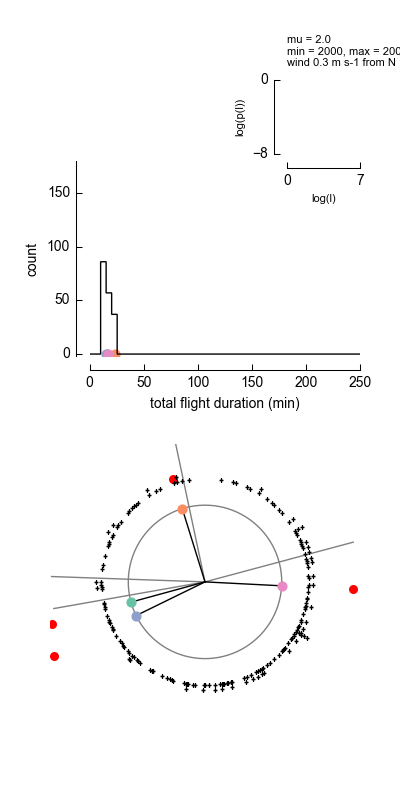 mu = 2.0
min = 2000, max = 200
wind 0.3 m s-1 from N
0
log(p(l))
−8
0 7
log(l)
150
100
50
0
count
0 50 100 150 200 250
total flight duration (min)